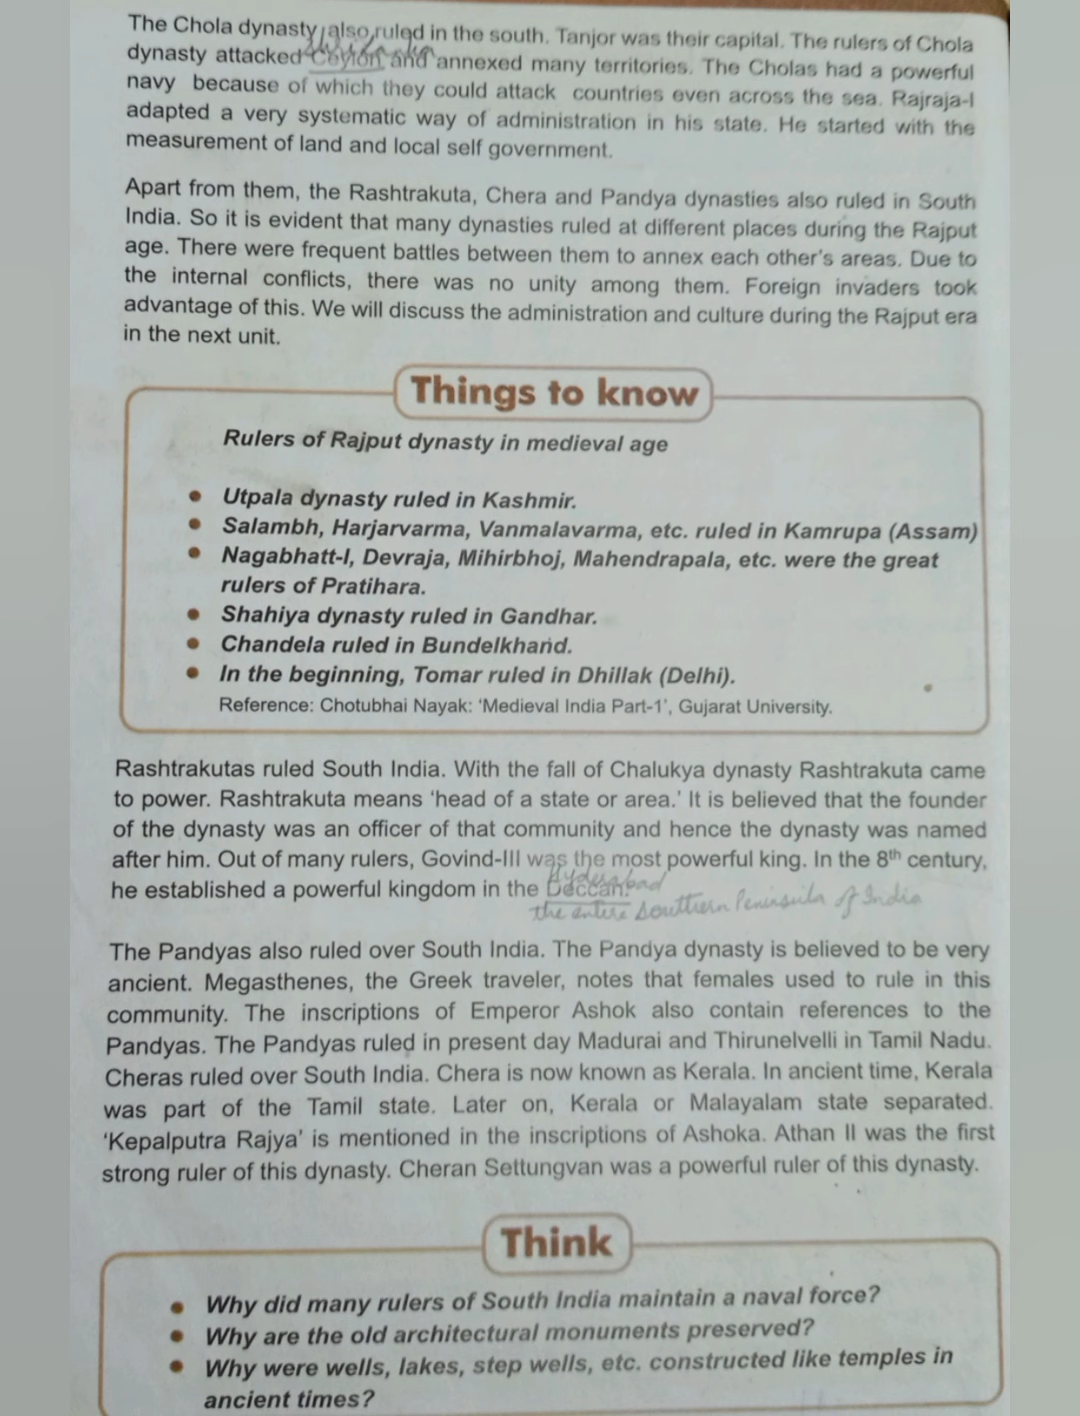 The Chola dynasty also ruled in the south. Tanjor was their capital. The rulers of Chola
Sri Lanka
dynasty attacked Ceylon and annexed many territories. The Cholas had a powerful
navy because of which they could attack countries even across the sea. Rajraja-I
adapted a very systematic way of administration in his state. He started with the
measurement of land and local self government.
Apart from them, the Rashtrakuta, Chera and Pandya dynasties also ruled in South
India. So it is evident that many dynasties ruled at different places during the Rajput
age. There were frequent battles between them to annex each other's areas. Due to
the internal conflicts, there was no unity among them. Foreign invaders took
advantage of this. We will discuss the administration and culture during the Rajput era
in the next unit.
Things to know
Rulers of Rajput dynasty in medieval age
• Utpala dynasty ruled in Kashmir.
• Salambh, Harjarvarma, Vanmalavarma, etc. ruled in Kamrupa (Assam)
• Nagabhatt-I, Devraja, Mihirbhoj, Mahendrapala, etc. were the great
rulers of Pratihara.
• Shahiya dynasty ruled in Gandhar.
• Chandela ruled in Bundelkhand.
• In the beginning, Tomar ruled in Dhillak (Delhi).
Reference: Chotubhai Nayak: 'Medieval India Part-1', Gujarat University.
Rashtrakutas ruled South India. With the fall of Chalukya dynasty Rashtrakuta came
to power. Rashtrakuta means 'head of a state or area.' It is believed that the founder
of the dynasty was an officer of that community and hence the dynasty was named
after him. Out of many rulers, Govind-III was the most powerful king. In the 8th century,
Hyderabad
he established a powerful kingdom in the Deccan.
the entire Southern Peninsula of India
The Pandyas also ruled over South India. The Pandya dynasty is believed to be very
ancient. Megasthenes, the Greek traveler, notes that females used to rule in this
community. The inscriptions of Emperor Ashok also contain references to the
Pandyas. The Pandyas ruled in present day Madurai and Thirunelvelli in Tamil Nadu.
Cheras ruled over South India. Chera is now known as Kerala. In ancient time, Kerala
was part of the Tamil state. Later on, Kerala or Malayalam state separated.
'Kepalputra Rajya' is mentioned in the inscriptions of Ashoka. Athan II was the first
strong ruler of this dynasty. Cheran Settungvan was a powerful ruler of this dynasty.
Think
• Why did many rulers of South India maintain a naval force?
• Why are the old architectural monuments preserved?
• Why were wells, lakes, step wells, etc. constructed like temples in
ancient times?